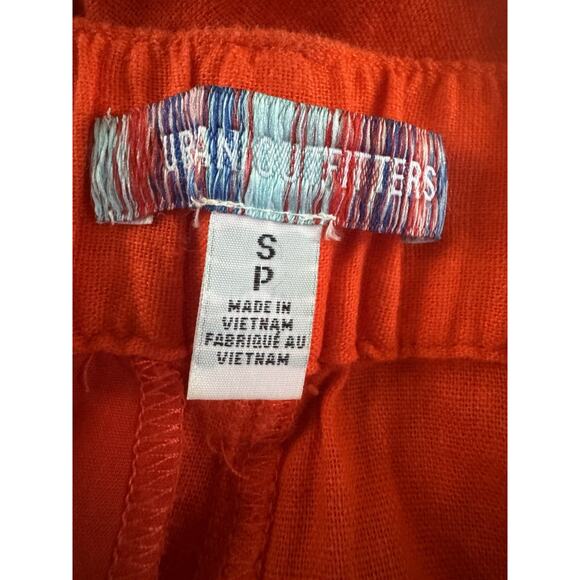 URBAN OUTFITTERS
S
P
MADE IN
VIETNAM
FABRIQUÉ AU
VIETNAM